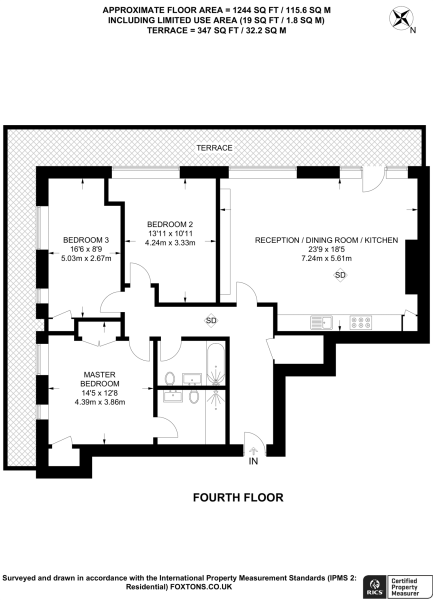 APPROXIMATE FLOOR AREA = 1244 SQ FT / 115.6 SQ M
INCLUDING LIMITED USE AREA (19 SQ FT / 1.8 SQ M)
TERRACE = 347 SQ FT / 32.2 SQ M
N
TERRACE
BEDROOM 3
16'6 x 8'9
5.03m x 2.67m
BEDROOM 2
13'11 x 10'11
4.24m x 3.33m
RECEPTION / DINING ROOM / KITCHEN
23'9 x 18'5
7.24m x 5.61m
SD
SD
MASTER
BEDROOM
14'5 x 12'8
4.39m x 3.86m
IN
FOURTH FLOOR
Surveyed and drawn in accordance with the International Property Measurement Standards (IPMS 2:
Residential) FOXTONS.CO.UK
RICS
Certified
Property
Measurer